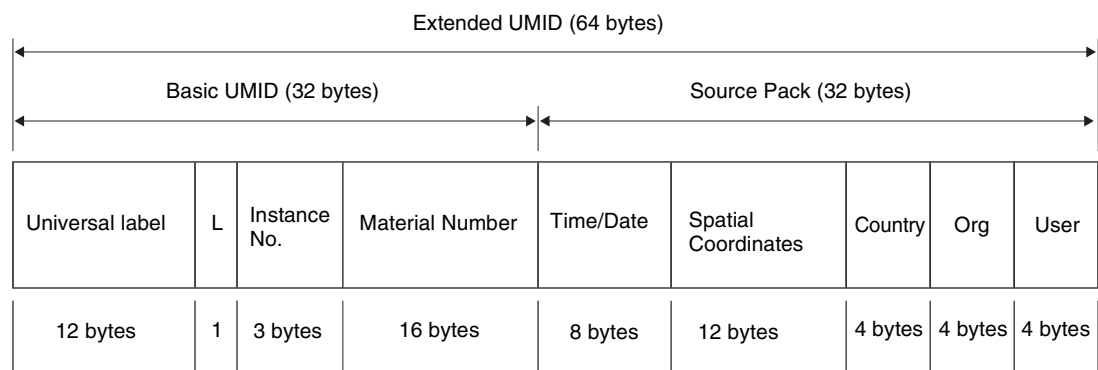 Extended UMID (64 bytes)
Basic UMID (32 bytes)
Source Pack (32 bytes)
Universal label
L
Instance
No.
Material Number
Time/Date
Spatial
Coordinates
Country
Org
User
12 bytes
1
3 bytes
16 bytes
8 bytes
12 bytes
4 bytes
4 bytes
4 bytes